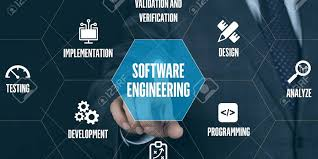 VALIDATION AND
VERIFICATION
IMPLEMENTATION
DESIGN
SOFTWARE
ENGINEERING
TESTING
ANALYZE
DEVELOPMENT
PROGRAMMING